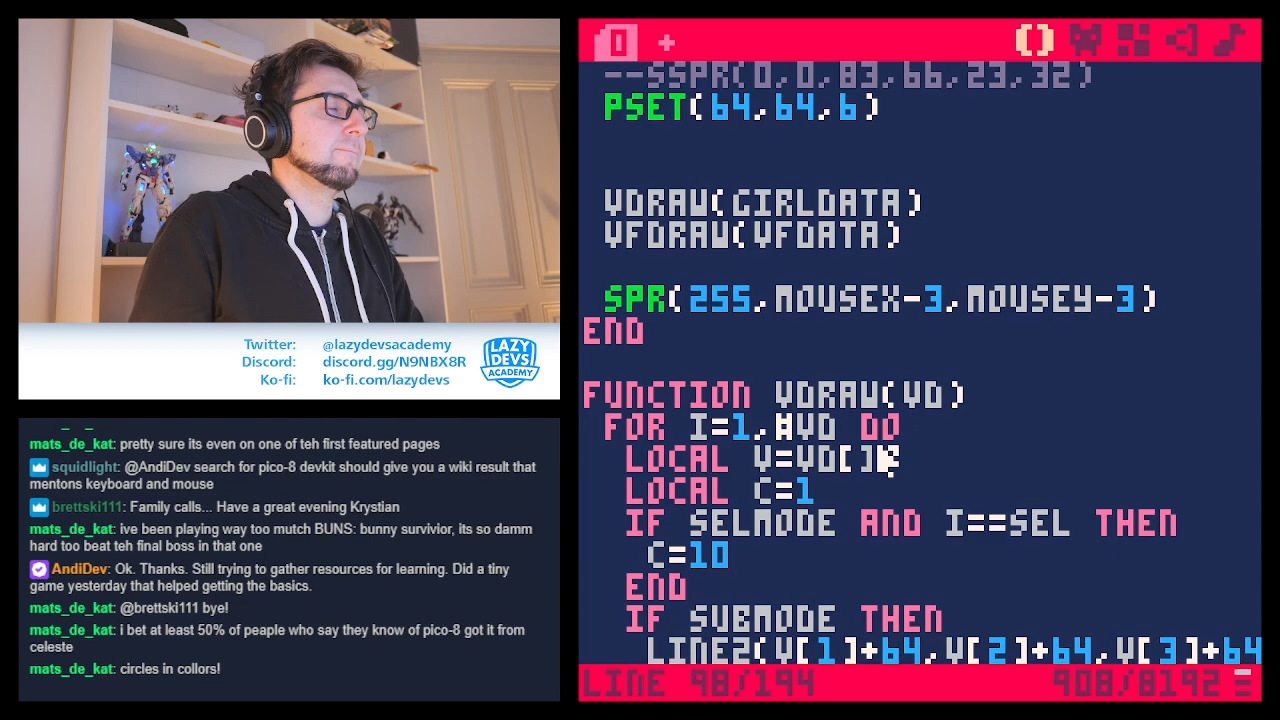 Twitter: @lazydevsacademy
Discord: discord.gg/N9NBX8R
Ko-fi: ko-fi.com/lazydevs
LAZY
DEVS
ACADEMY
mats_de_kat: pretty sure its even on one of teh first featured pages
squidlight: @AndiDev search for pico-8 devkit should give you a wiki result that
mentons keyboard and mouse
brettski111: Family calls... Have a great evening Krystian
mats_de_kat: ive been playing way too mutch BUNS: bunny survivior, its so damm
hard too beat teh final boss in that one
AndiDev: Ok. Thanks. Still trying to gather resources for learning. Did a tiny
game yesterday that helped getting the basics.
mats_de_kat: @brettski111 bye!
mats_de_kat: i bet at least 50% of peaple who say they know of pico-8 got it from
celeste
mats_de_kat: circles in collors!
0 +
--SSPR(0,0,83,66,23,32)
PSET(64,64,6)
VDRAW(GIRLDATA)
VFDRAW(VFDATA)
SPR(255,MOUSEX-3,MOUSEY-3)
END
FUNCTION VDRAW(VD)
FOR I=1,#VD DO
LOCAL V=VD[I]
LOCAL C=1
IF SELMODE AND I==SEL THEN
C=10
END
IF SUBMODE THEN
LINE2(V[1]+64,V[2]+64,V[3]+64
LINE 98/194 908/8192